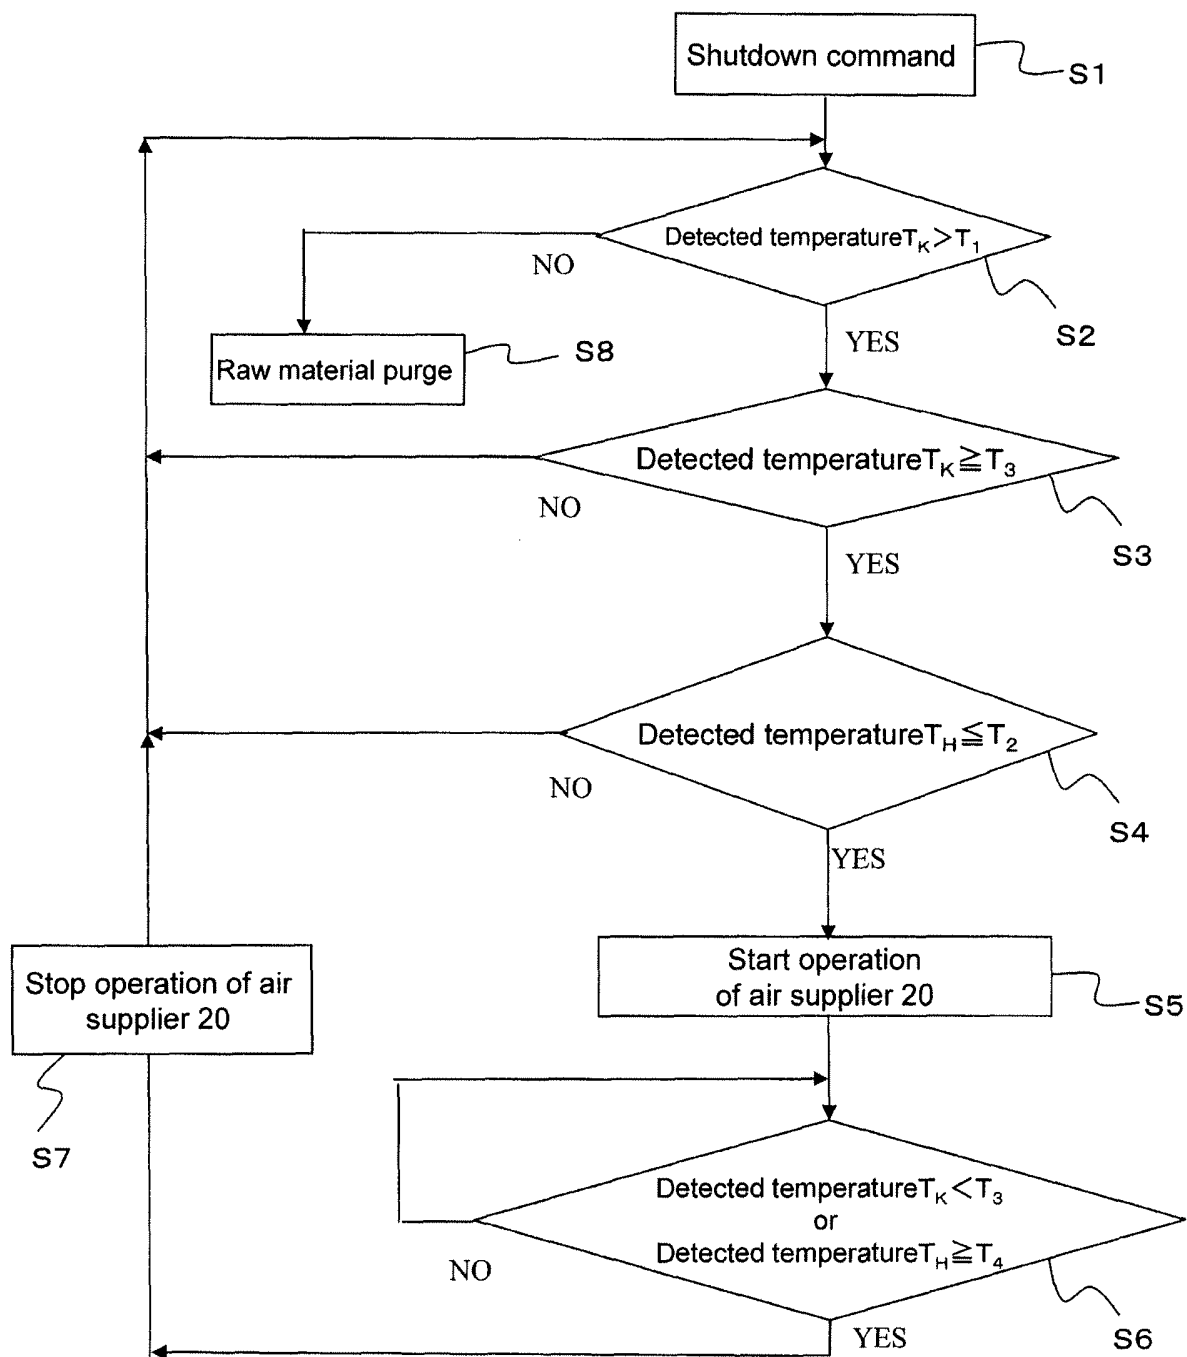 Shutdown command
S1
Detected temperatureT_K>T_1
NO
S2
YES
Raw material purge
S8
Detected temperatureT_K≧T_3
NO
S3
YES
Detected temperatureT_H≦T_2
NO
S4
YES
Stop operation of air
supplier 20
S7
Start operation
of air supplier 20
S5
Detected temperatureT_K<T_3
or
Detected temperatureT_H≧T_4
NO
S6
YES